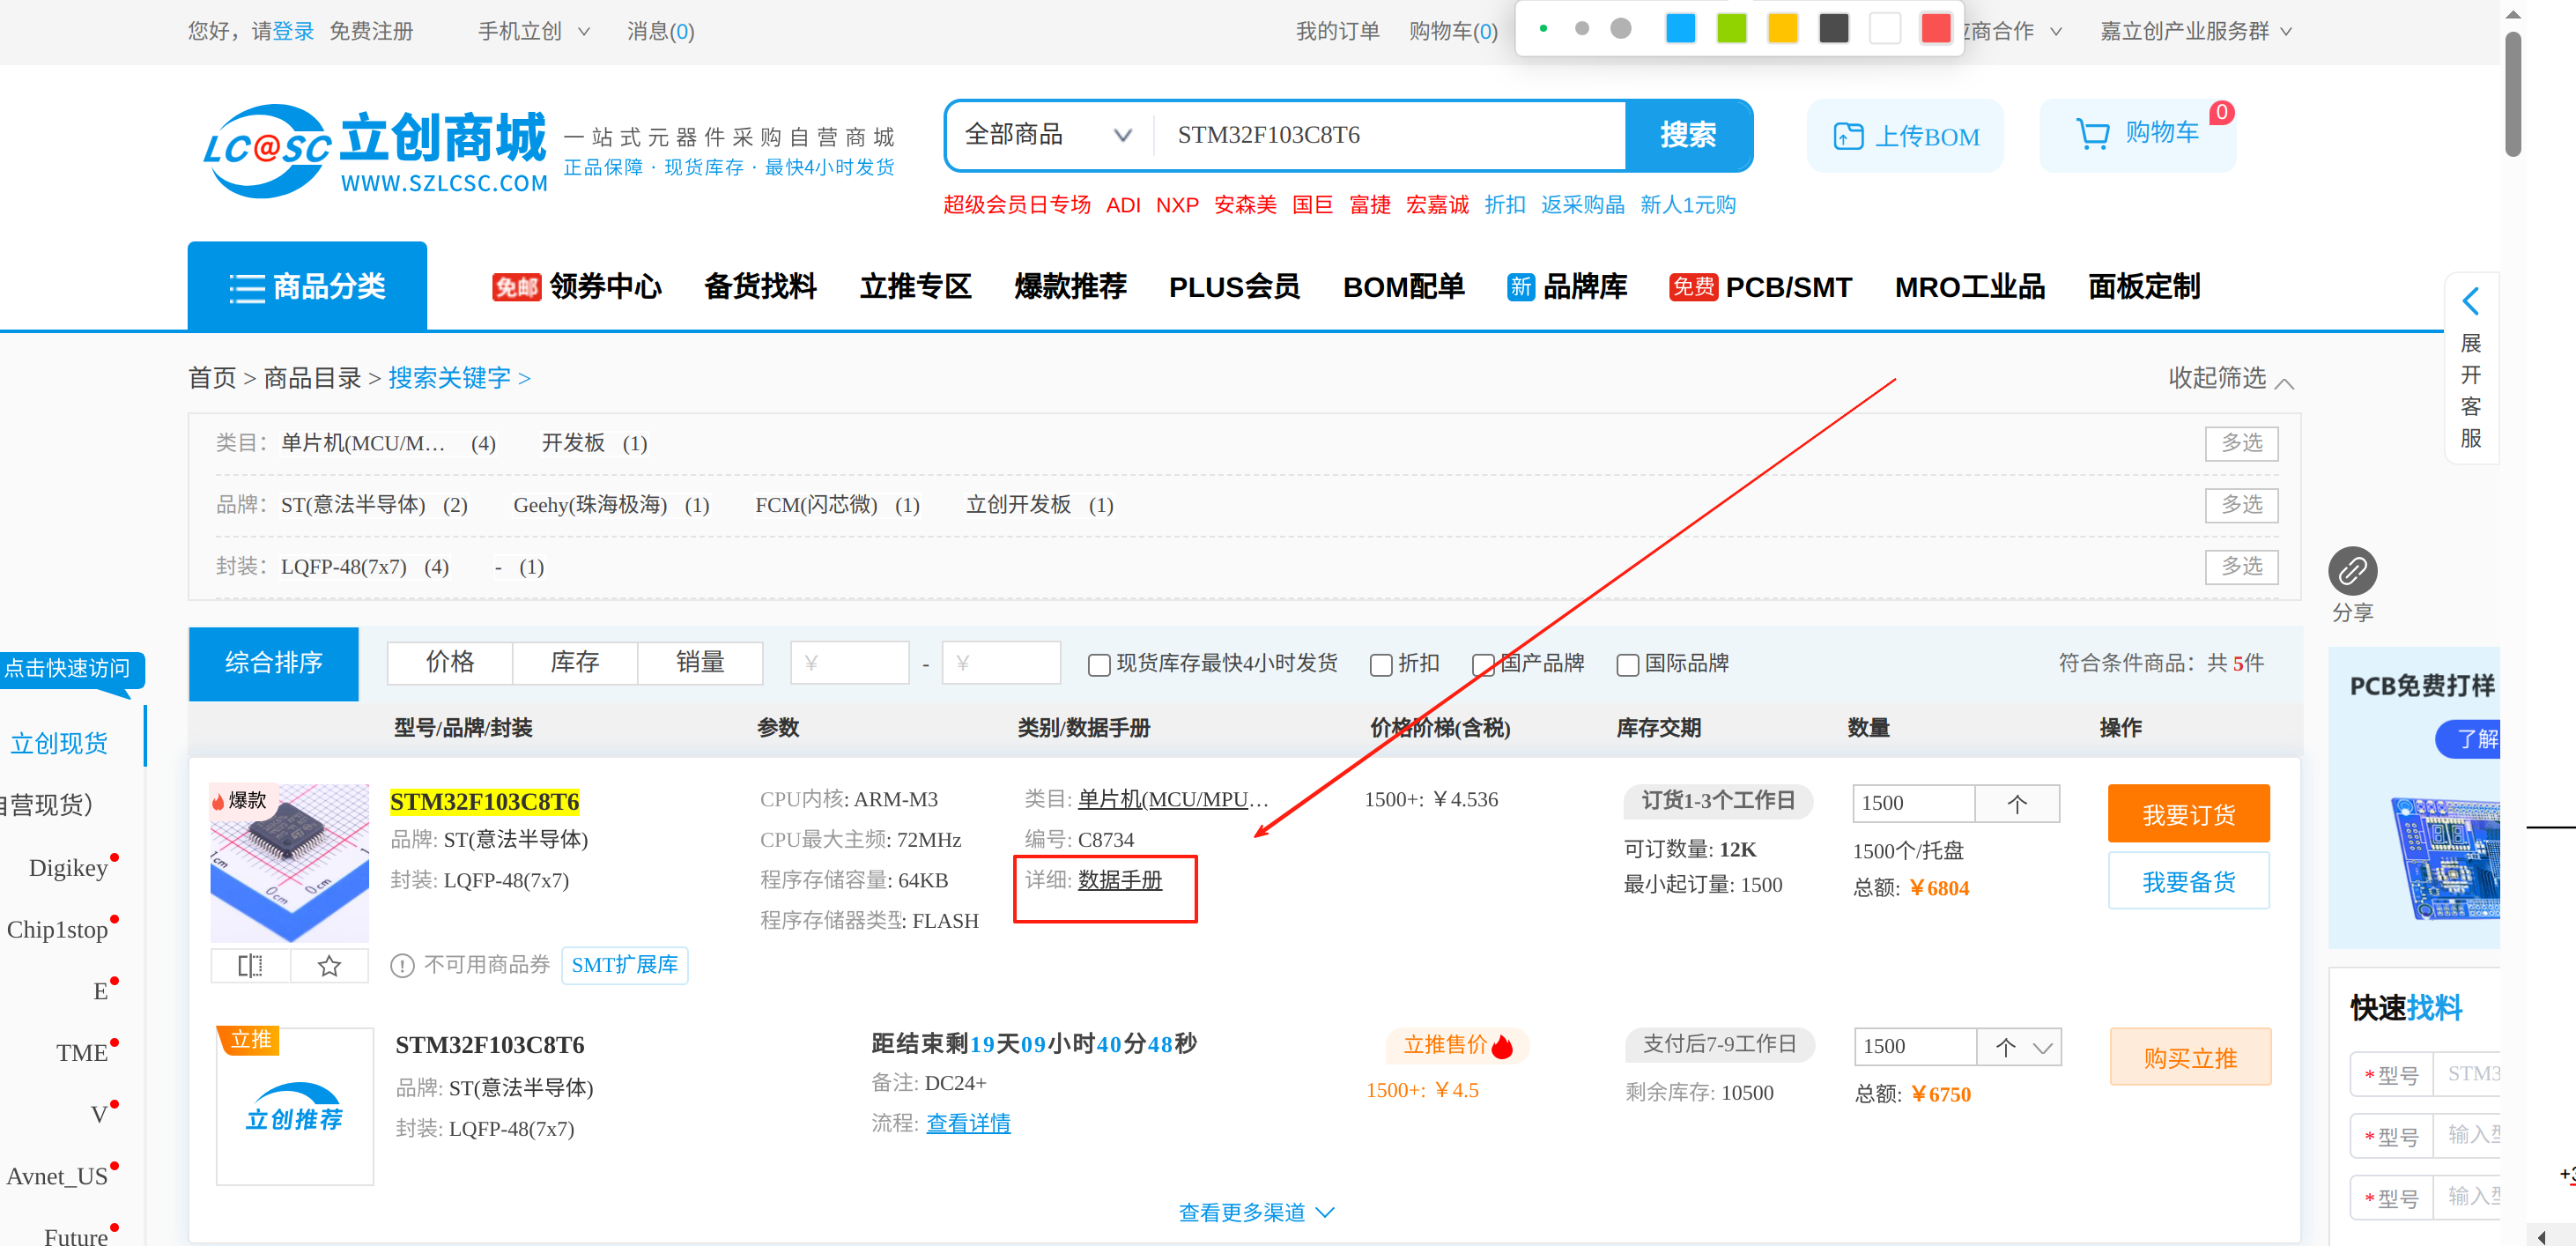 您好，请登录 免费注册 手机立创 消息(0) 我的订单 购物车(0) 应商合作 嘉立创产业服务群
LC@SC 立创商城
WWW.SZLCSC.COM
一站式元器件采购自营商城
正品保障 · 现货库存 · 最快4小时发货
全部商品 STM32F103C8T6 搜索
上传BOM
购物车 0
超级会员日专场 ADI NXP 安森美 国巨 富捷 宏嘉诚 折扣 返采购晶 新人1元购
商品分类 免邮 领券中心 备货找料 立推专区 爆款推荐 PLUS会员 BOM配单 新 品牌库 免费 PCB/SMT MRO工业品 面板定制
展开客服
首页 > 商品目录 > 搜索关键字 > 收起筛选
类目： 单片机(MCU/M... (4) 开发板 (1) 多选
品牌： ST(意法半导体) (2) Geehy(珠海极海) (1) FCM(闪芯微) (1) 立创开发板 (1) 多选
封装： LQFP-48(7x7) (4) - (1) 多选
分享
综合排序 价格 库存 销量 ￥ - ￥ 现货库存最快4小时发货 折扣 国产品牌 国际品牌 符合条件商品：共 5件
型号/品牌/封装 参数 类别/数据手册 价格阶梯(含税) 库存交期 数量 操作
点击快速访问
立创现货
自营现货）
Digikey
Chip1stop
E
TME
V
Avnet_US
Future
爆款
1cm
0cm
0cm
1
STM32F103C8T6
品牌: ST(意法半导体)
封装: LQFP-48(7x7)
不可用商品券 SMT扩展库
CPU内核: ARM-M3
CPU最大主频: 72MHz
程序存储容量: 64KB
程序存储器类型: FLASH
类目: 单片机(MCU/MPU...
编号: C8734
详细: 数据手册
1500+: ￥4.536
订货1-3个工作日
可订数量: 12K
最小起订量: 1500
1500 个
1500个/托盘
总额: ￥6804
我要订货
我要备货
立推
立创推荐
STM32F103C8T6
品牌: ST(意法半导体)
封装: LQFP-48(7x7)
距结束剩19天09小时40分48秒
备注: DC24+
流程: 查看详情
立推售价
1500+: ￥4.5
支付后7-9工作日
剩余库存: 10500
1500 个
总额: ￥6750
购买立推
查看更多渠道
PCB免费打样
了解
快速找料
*型号 STM3
*型号 输入型
*型号 输入型
+3